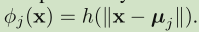 ϕⱼ(𝐱) = h(‖𝐱 − 𝝁ⱼ‖).